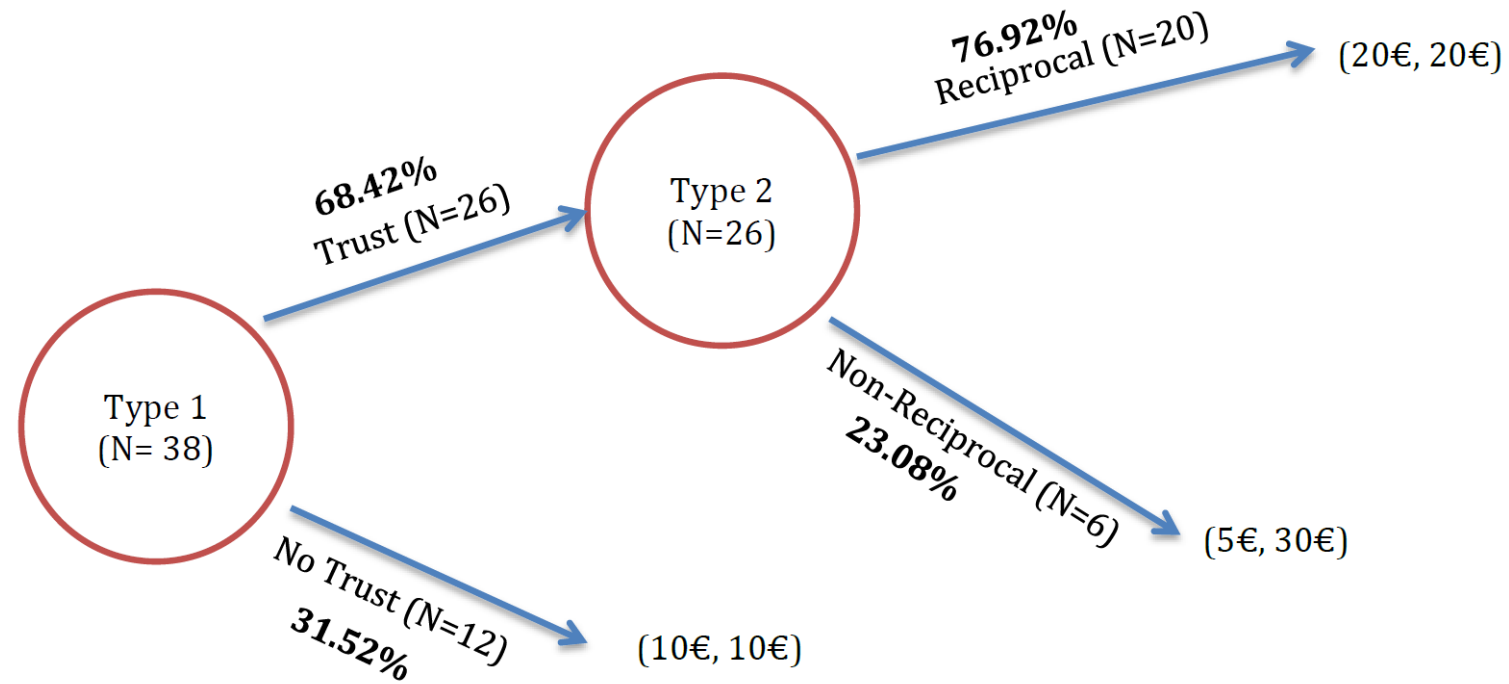 76.92%
Reciprocal (N=20)
(20€, 20€)
68.42%
Trust (N=26)
Type 2
(N=26)
Type 1
(N= 38)
Non-Reciprocal (N=6)
23.08%
(5€, 30€)
No Trust (N=12)
31.52%
(10€, 10€)